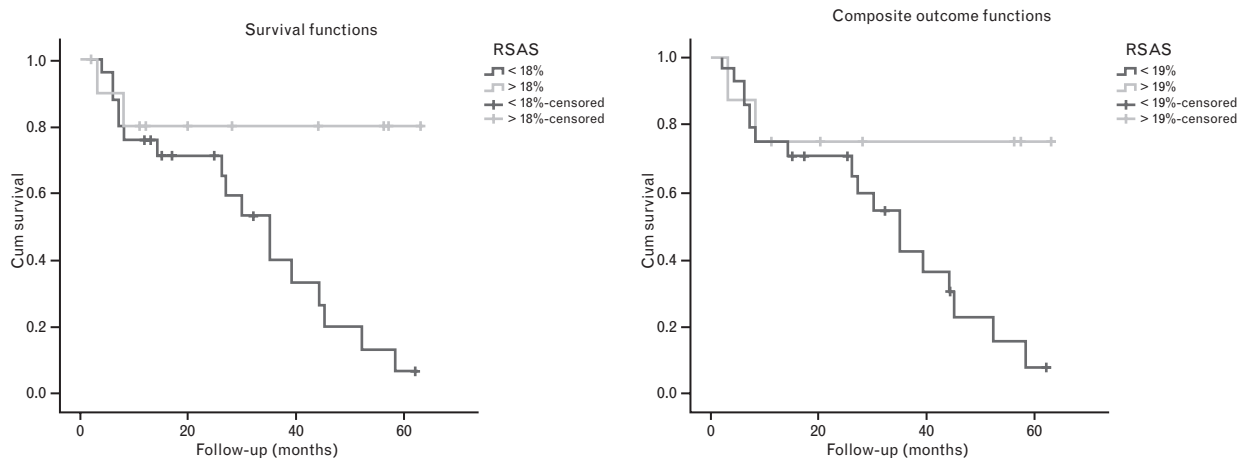 Survival functions
RSAS
< 18%
> 18%
< 18%-censored
> 18%-censored
Cum survival
1.0
0.8
0.6
0.4
0.2
0.0
0 20 40 60
Follow-up (months)
Composite outcome functions
RSAS
< 19%
> 19%
< 19%-censored
> 19%-censored
Cum survival
1.0
0.8
0.6
0.4
0.2
0.0
0 20 40 60
Follow-up (months)